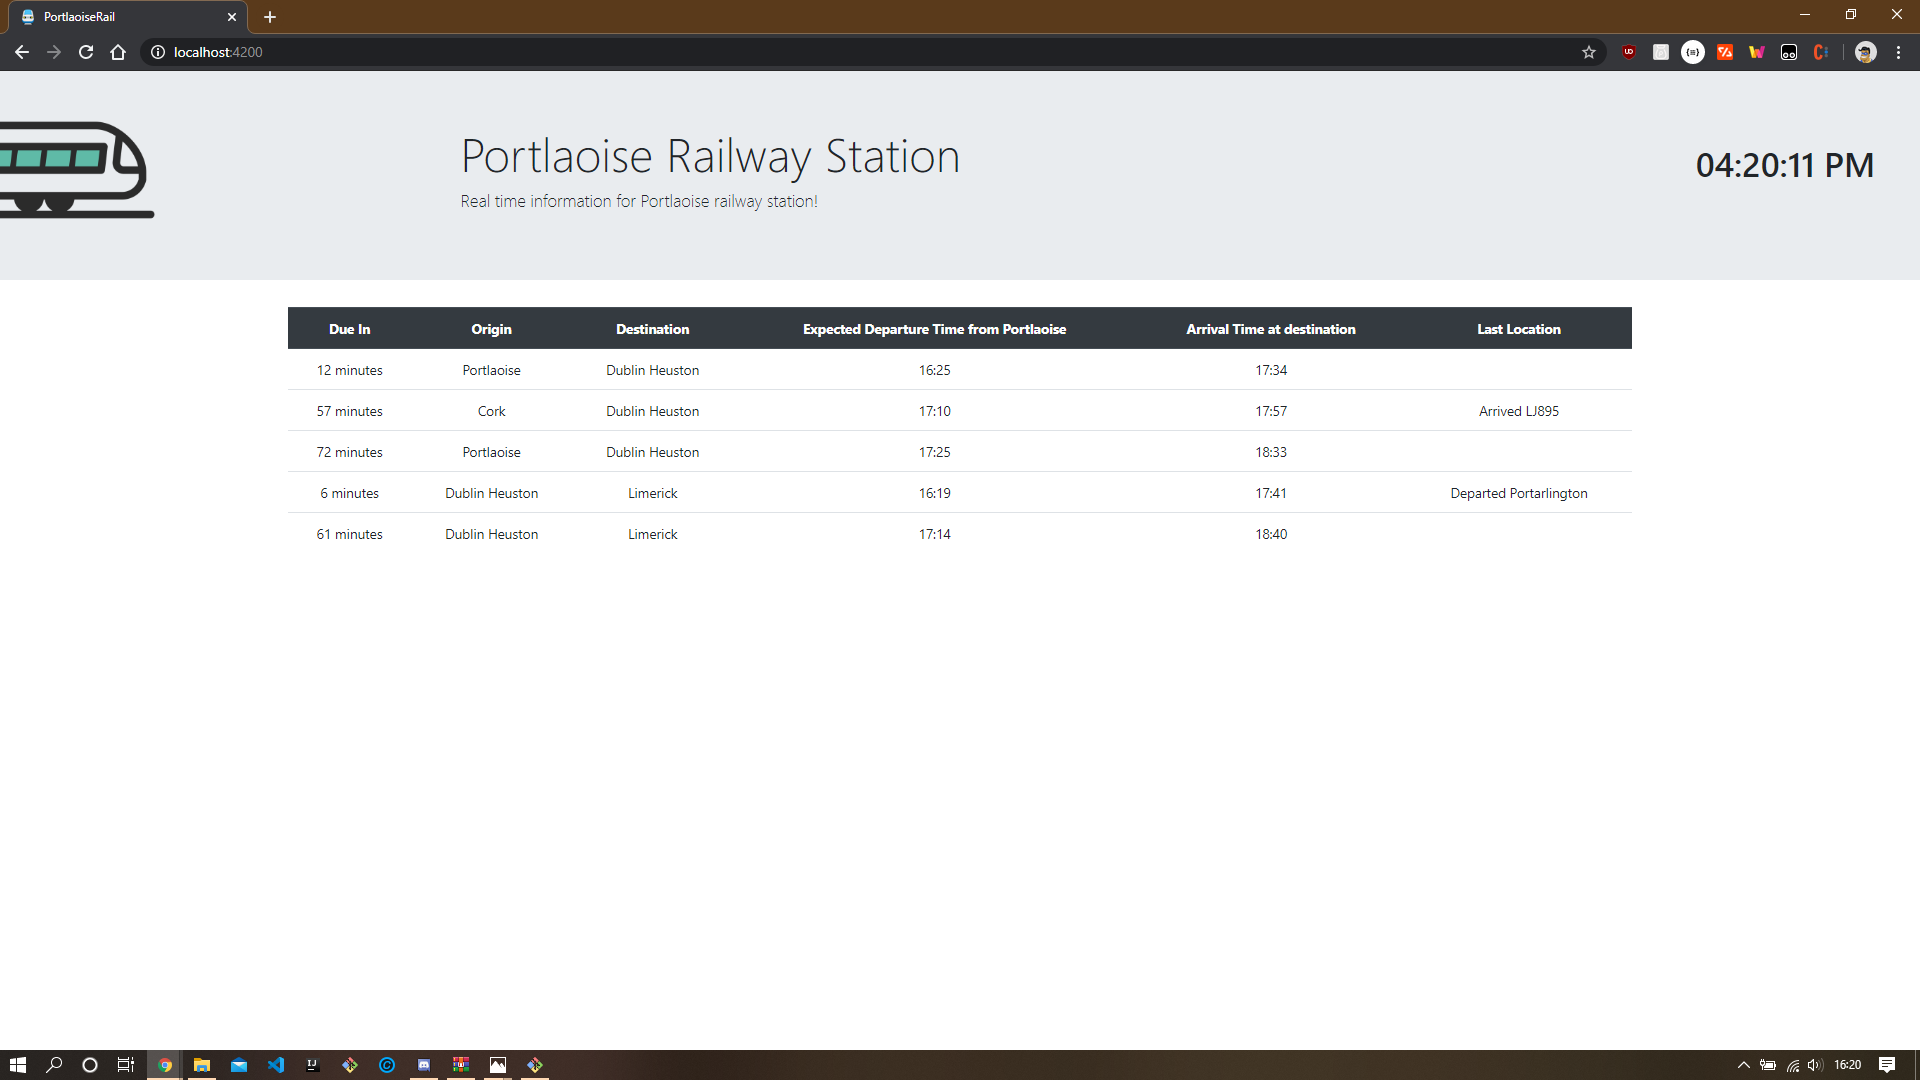 PortlaoiseRail
localhost:4200
Portlaoise Railway Station
Real time information for Portlaoise railway station!
04:20:11 PM
Due In Origin Destination Expected Departure Time from Portlaoise Arrival Time at destination Last Location
12 minutes Portlaoise Dublin Heuston 16:25 17:34
57 minutes Cork Dublin Heuston 17:10 17:57 Arrived LJ895
72 minutes Portlaoise Dublin Heuston 17:25 18:33
6 minutes Dublin Heuston Limerick 16:19 17:41 Departed Portarlington
61 minutes Dublin Heuston Limerick 17:14 18:40
16:20